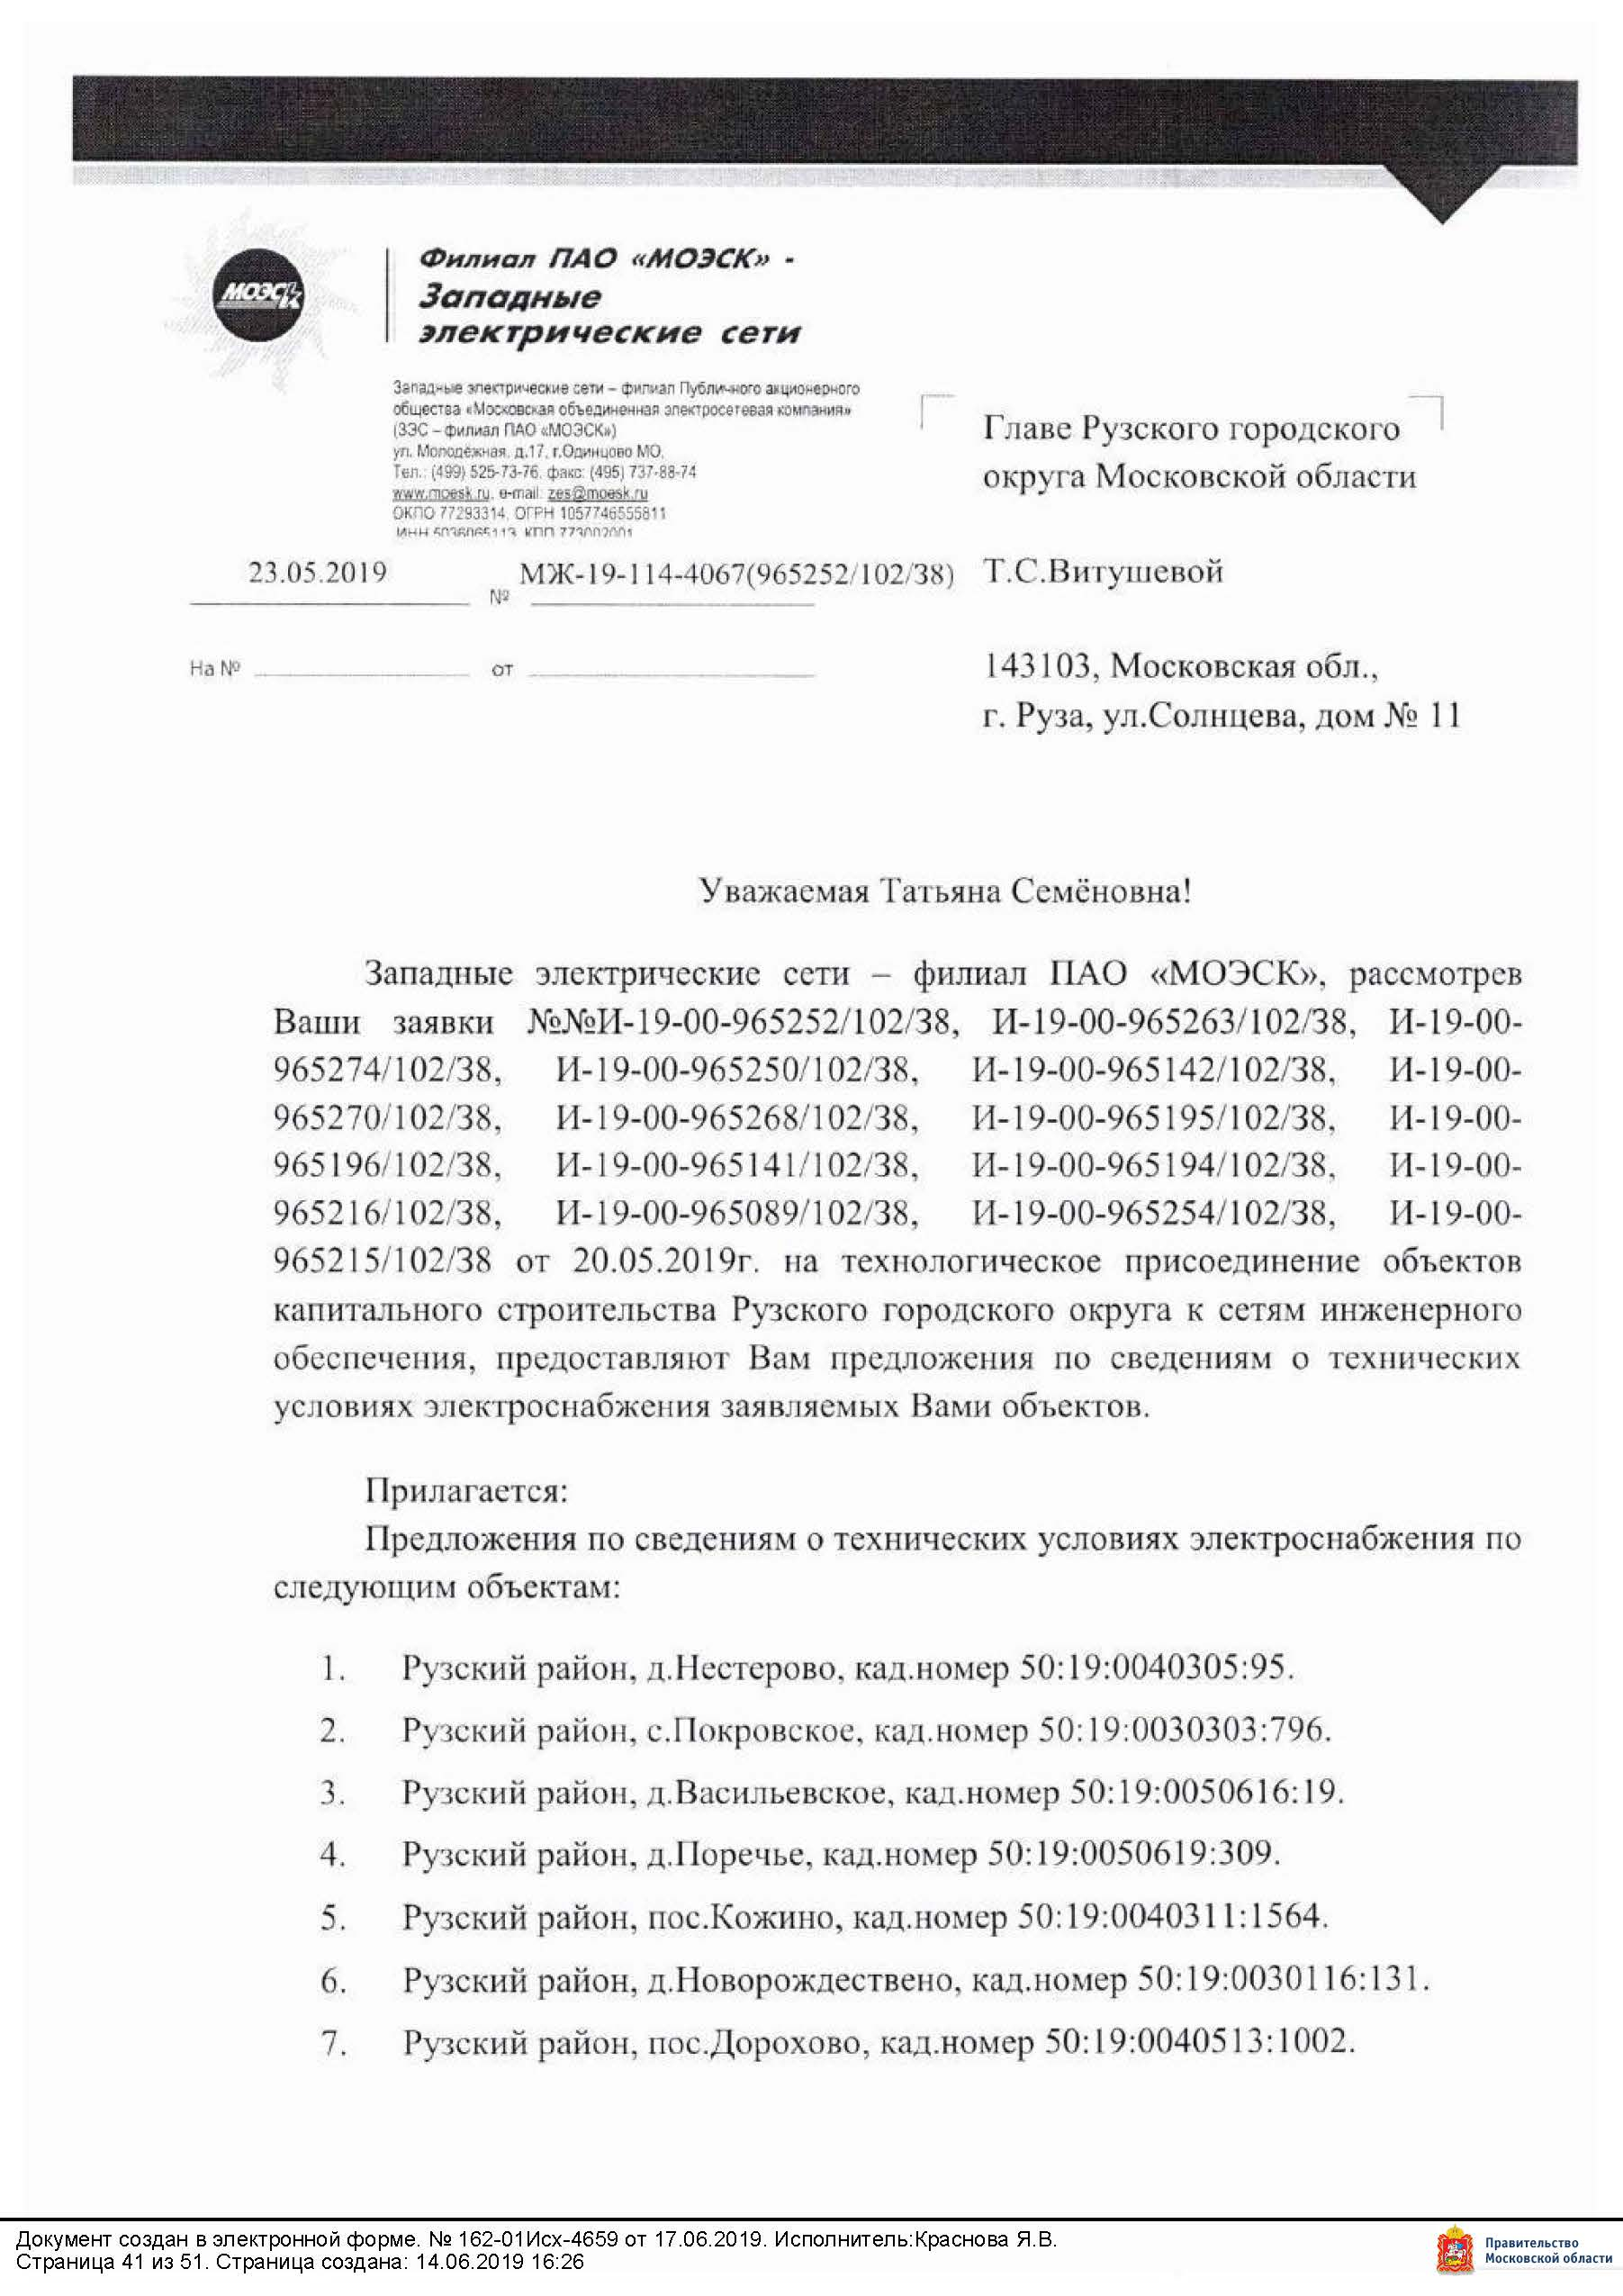 МОЭСК
Филиал ПАО «МОЭСК» -
Западные
электрические сети
Западные электрические сети – филиал Публичного акционерного
общества «Московская объединенная электросетевая компания»
(ЗЭС – филиал ПАО «МОЭСК»)
ул. Молодёжная, д.17, г.Одинцово МО,
Тел.: (499) 525-73-76, факс: (495) 737-88-74
www.moesk.ru, e-mail: zes@moesk.ru
ОКПО 77293314, ОГРН 1057746555811
ИНН 5036065113, КПП 773002001
Главе Рузского городского
округа Московской области
23.05.2019 № МЖ-19-114-4067(965252/102/38)
Т.С.Витушевой
На № от
143103, Московская обл.,
г. Руза, ул.Солнцева, дом № 11
Уважаемая Татьяна Семёновна!
Западные электрические сети – филиал ПАО «МОЭСК», рассмотрев
Ваши заявки №№И-19-00-965252/102/38, И-19-00-965263/102/38, И-19-00-
965274/102/38, И-19-00-965250/102/38, И-19-00-965142/102/38, И-19-00-
965270/102/38, И-19-00-965268/102/38, И-19-00-965195/102/38, И-19-00-
965196/102/38, И-19-00-965141/102/38, И-19-00-965194/102/38, И-19-00-
965216/102/38, И-19-00-965089/102/38, И-19-00-965254/102/38, И-19-00-
965215/102/38 от 20.05.2019г. на технологическое присоединение объектов
капитального строительства Рузского городского округа к сетям инженерного
обеспечения, предоставляют Вам предложения по сведениям о технических
условиях электроснабжения заявляемых Вами объектов.
Прилагается:
Предложения по сведениям о технических условиях электроснабжения по
следующим объектам:
1. Рузский район, д.Нестерово, кад.номер 50:19:0040305:95.
2. Рузский район, с.Покровское, кад.номер 50:19:0030303:796.
3. Рузский район, д.Васильевское, кад.номер 50:19:0050616:19.
4. Рузский район, д.Поречье, кад.номер 50:19:0050619:309.
5. Рузский район, пос.Кожино, кад.номер 50:19:0040311:1564.
6. Рузский район, д.Новорождествено, кад.номер 50:19:0030116:131.
7. Рузский район, пос.Дорохово, кад.номер 50:19:0040513:1002.
Документ создан в электронной форме. № 162-01Исх-4659 от 17.06.2019. Исполнитель:Краснова Я.В.
Страница 41 из 51. Страница создана: 14.06.2019 16:26
Правительство
Московской области